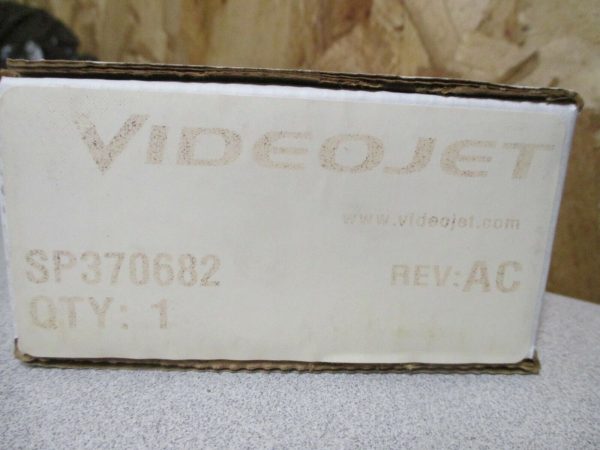 VIDEOJET
www.videojet.com
SP370682 REV: AC
QTY: 1